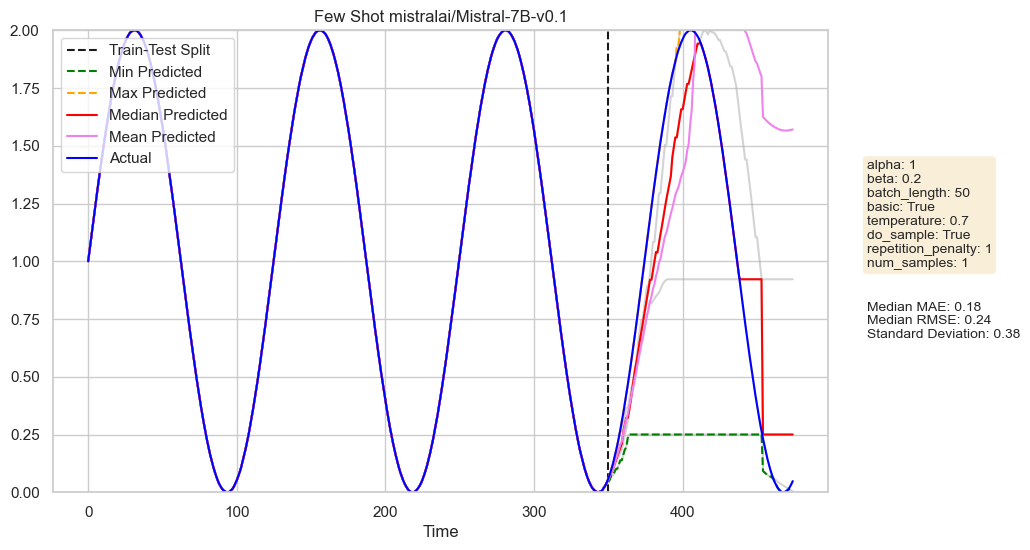 Few Shot mistralai/Mistral-7B-v0.1
2.00
1.75
1.50
1.25
1.00
0.75
0.50
0.25
0.00
Train-Test Split
Min Predicted
Max Predicted
Median Predicted
Mean Predicted
Actual
0
100
200
300
400
Time
alpha: 1
beta: 0.2
batch_length: 50
basic: True
temperature: 0.7
do_sample: True
repetition_penalty: 1
num_samples: 1
Median MAE: 0.18
Median RMSE: 0.24
Standard Deviation: 0.38